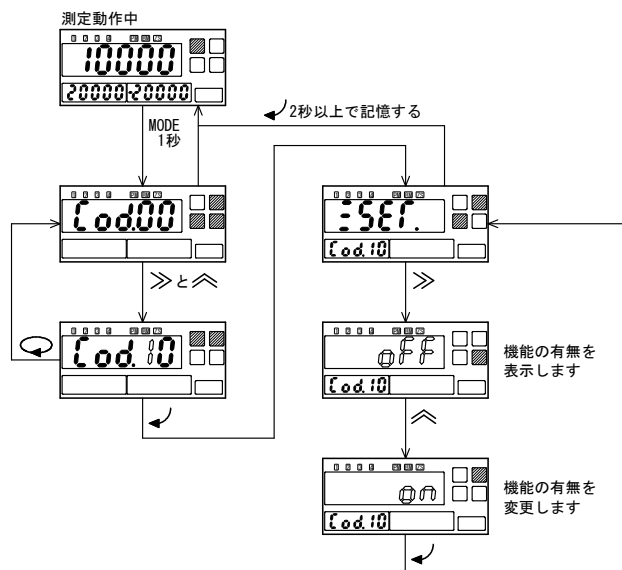 測定動作中
10000
20000 -20000
MODE
1秒
2秒以上で記憶する
Cod.00
≫と︽
Cod.10
SET.
Cod.10
≫
oFF
Cod.10
機能の有無を
表示します
︽
on
Cod.10
機能の有無を
変更します